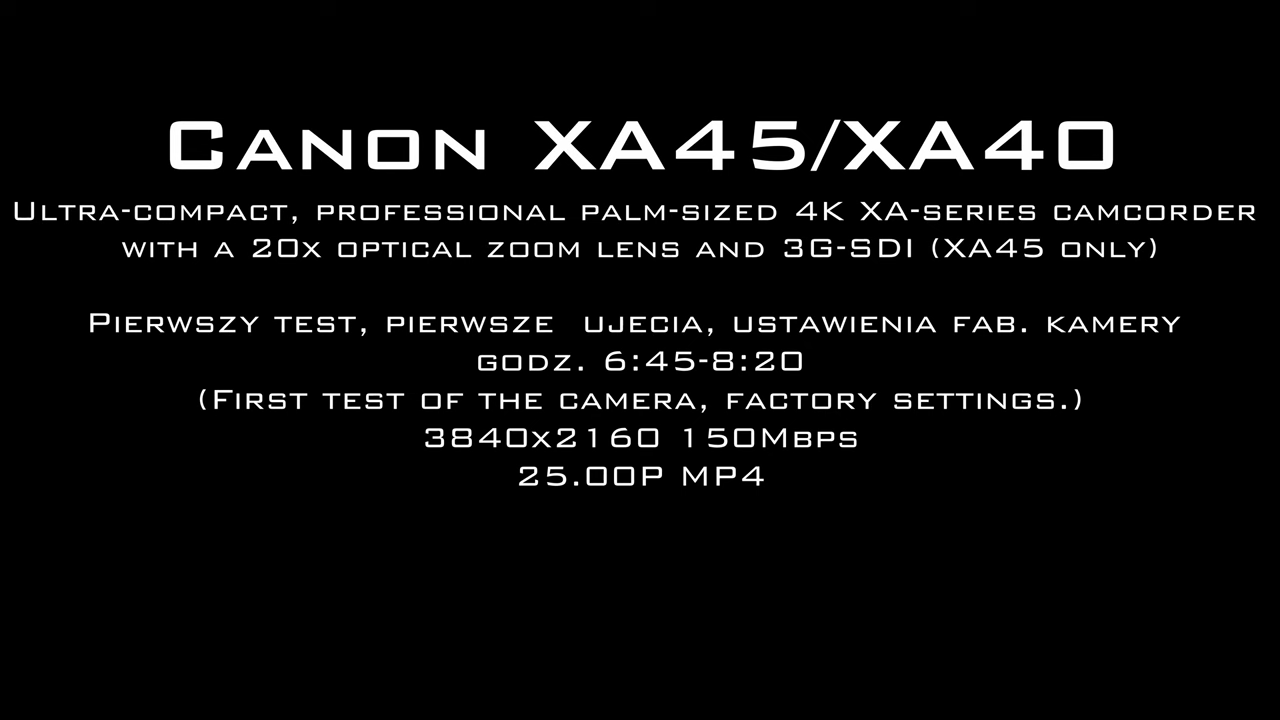 Canon XA45/XA40
Ultra-compact, professional palm-sized 4K XA-series camcorder
with a 20x optical zoom lens and 3G-SDI (XA45 only)
Pierwszy test, pierwsze ujecia, ustawienia fab. kamery
godz. 6:45-8:20
(First test of the camera, factory settings.)
3840x2160 150Mbps
25.00P MP4